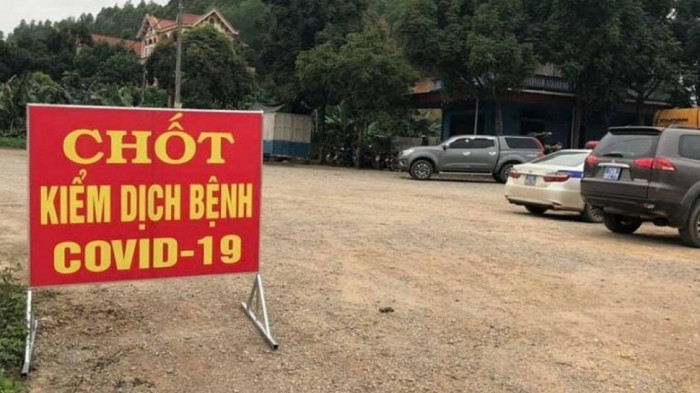 CHỐT
KIỂM DỊCH BỆNH
COVID-19